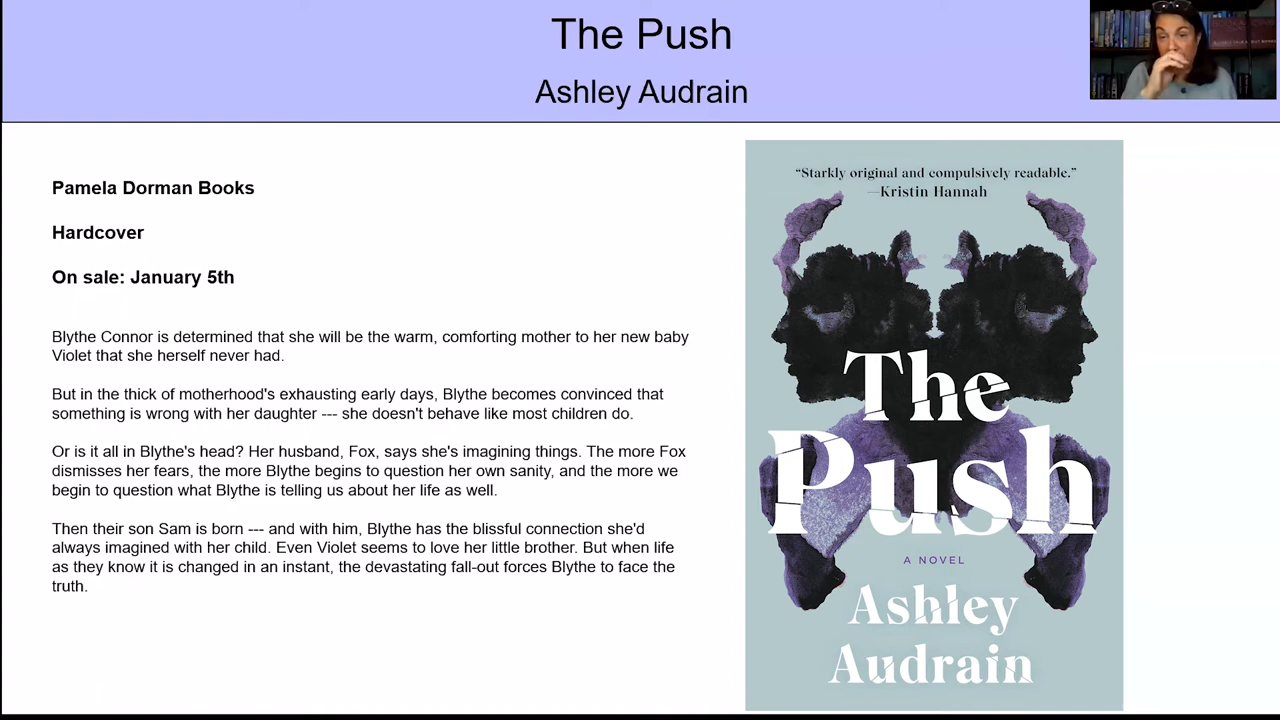 The Push
Ashley Audrain
Pamela Dorman Books
Hardcover
On sale: January 5th
Blythe Connor is determined that she will be the warm, comforting mother to her new baby
Violet that she herself never had.
But in the thick of motherhood's exhausting early days, Blythe becomes convinced that
something is wrong with her daughter --- she doesn't behave like most children do.
Or is it all in Blythe's head? Her husband, Fox, says she's imagining things. The more Fox
dismisses her fears, the more Blythe begins to question her own sanity, and the more we
begin to question what Blythe is telling us about her life as well.
Then their son Sam is born --- and with him, Blythe has the blissful connection she'd
always imagined with her child. Even Violet seems to love her little brother. But when life
as they know it is changed in an instant, the devastating fall-out forces Blythe to face the
truth.
“Starkly original and compulsively readable.”
—Kristin Hannah
The
Push
A NOVEL
Ashley
Audrain